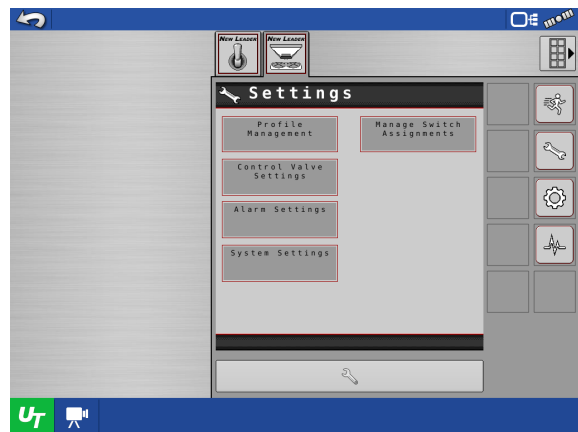 New Leader
New Leader
Settings
Profile
Management
Manage Switch
Assignments
Control Valve
Settings
Alarm Settings
System Settings
UT